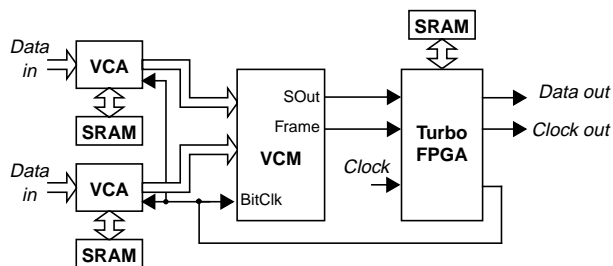 Data
in
VCA
SRAM
Data
in
VCA
SRAM
SOut
Frame
VCM
BitClk
SRAM
Turbo
FPGA
Clock
Data out
Clock out